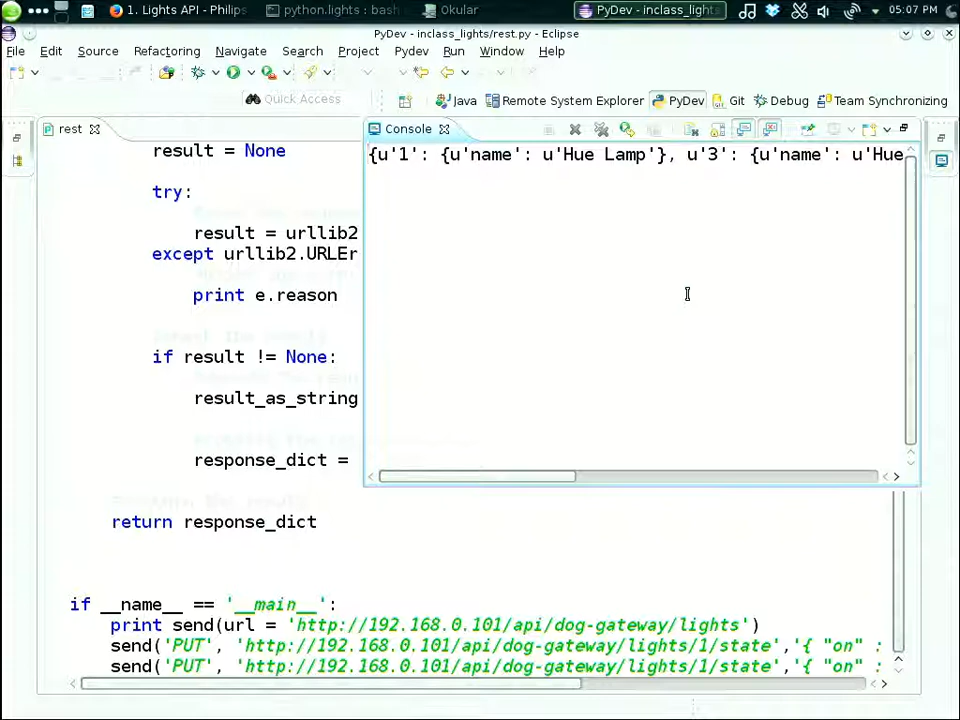 1. Lights API - Philips
python.lights : bash
Okular
PyDev - inclass_lights
05:07 PM
PyDev - inclass_lights/rest.py - Eclipse
File Edit Source Refactoring Navigate Search Project Pydev Run Window Help
Quick Access
Java Remote System Explorer PyDev Git Debug Team Synchronizing
rest
Console
result = None
try:
result = urllib2
except urllib2.URLEr
print e.reason
if result != None:
result_as_string
response_dict =
return response_dict
{u'1': {u'name': u'Hue Lamp'}, u'3': {u'name': u'Hue
if __name__ == '__main__':
print send(url = 'http://192.168.0.101/api/dog-gateway/lights')
send('PUT', 'http://192.168.0.101/api/dog-gateway/lights/1/state','{ "on" :
send('PUT', 'http://192.168.0.101/api/dog-gateway/lights/1/state','{ "on" :